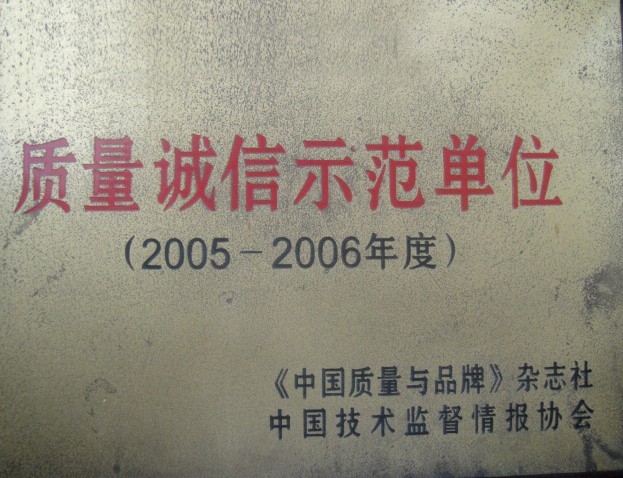 质量诚信示范单位
（2005－2006年度）
《中国质量与品牌》杂志社
中国技术监督情报协会